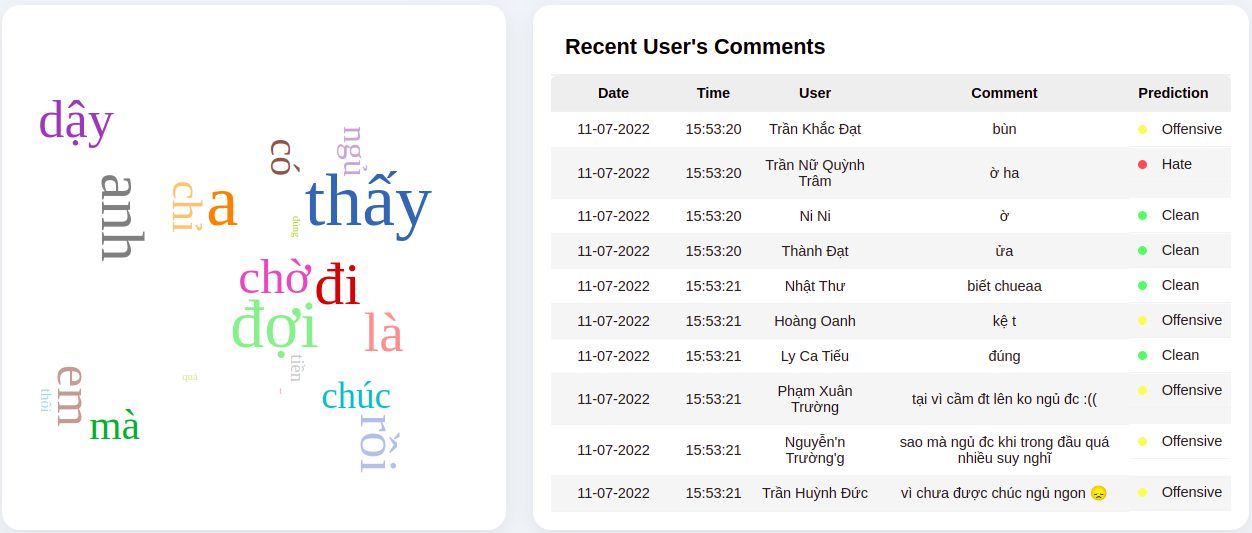 dậy
ngủ
có
anh
chỉ
a
thấy
đúng
chờ
đi
đợi
là
tiền
quá
t
em
thôi
chúc
mà
rồi
Recent User's Comments
Date Time User Comment Prediction
11-07-2022 15:53:20 Trần Khắc Đạt bùn Offensive
11-07-2022 15:53:20 Trần Nữ Quỳnh Trâm ờ ha Hate
11-07-2022 15:53:20 Ni Ni ờ Clean
11-07-2022 15:53:20 Thành Đạt ửa Clean
11-07-2022 15:53:21 Nhật Thư biết chueaa Clean
11-07-2022 15:53:21 Hoàng Oanh kệ t Offensive
11-07-2022 15:53:21 Ly Ca Tiếu đúng Clean
11-07-2022 15:53:21 Phạm Xuân Trường tại vì cầm đt lên ko ngủ đc :(( Offensive
11-07-2022 15:53:21 Nguyễn'n Trường'g sao mà ngủ đc khi trong đầu quá nhiều suy nghĩ Offensive
11-07-2022 15:53:21 Trần Huỳnh Đức vì chưa được chúc ngủ ngon 😞 Offensive